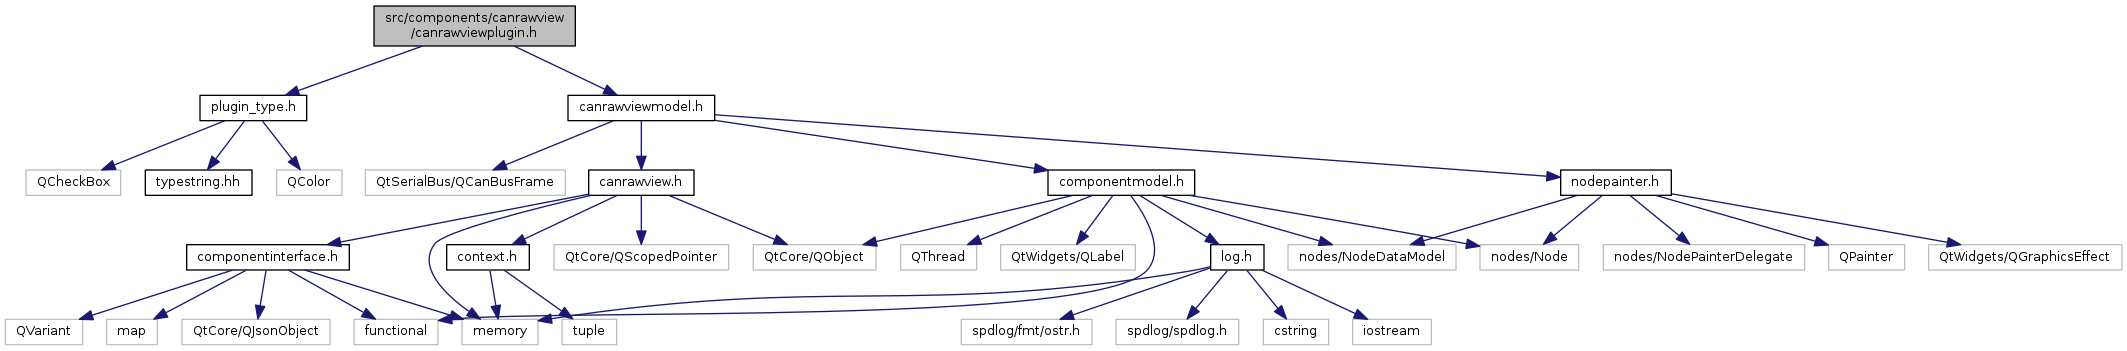 src/components/canrawview
/canrawviewplugin.h
plugin_type.h
canrawviewmodel.h
QCheckBox
typestring.hh
QColor
QtSerialBus/QCanBusFrame
canrawview.h
componentmodel.h
nodepainter.h
componentinterface.h
context.h
QtCore/QScopedPointer
QtCore/QObject
QThread
QtWidgets/QLabel
log.h
nodes/NodeDataModel
nodes/Node
nodes/NodePainterDelegate
QPainter
QtWidgets/QGraphicsEffect
QVariant
map
QtCore/QJsonObject
functional
memory
tuple
spdlog/fmt/ostr.h
spdlog/spdlog.h
cstring
iostream